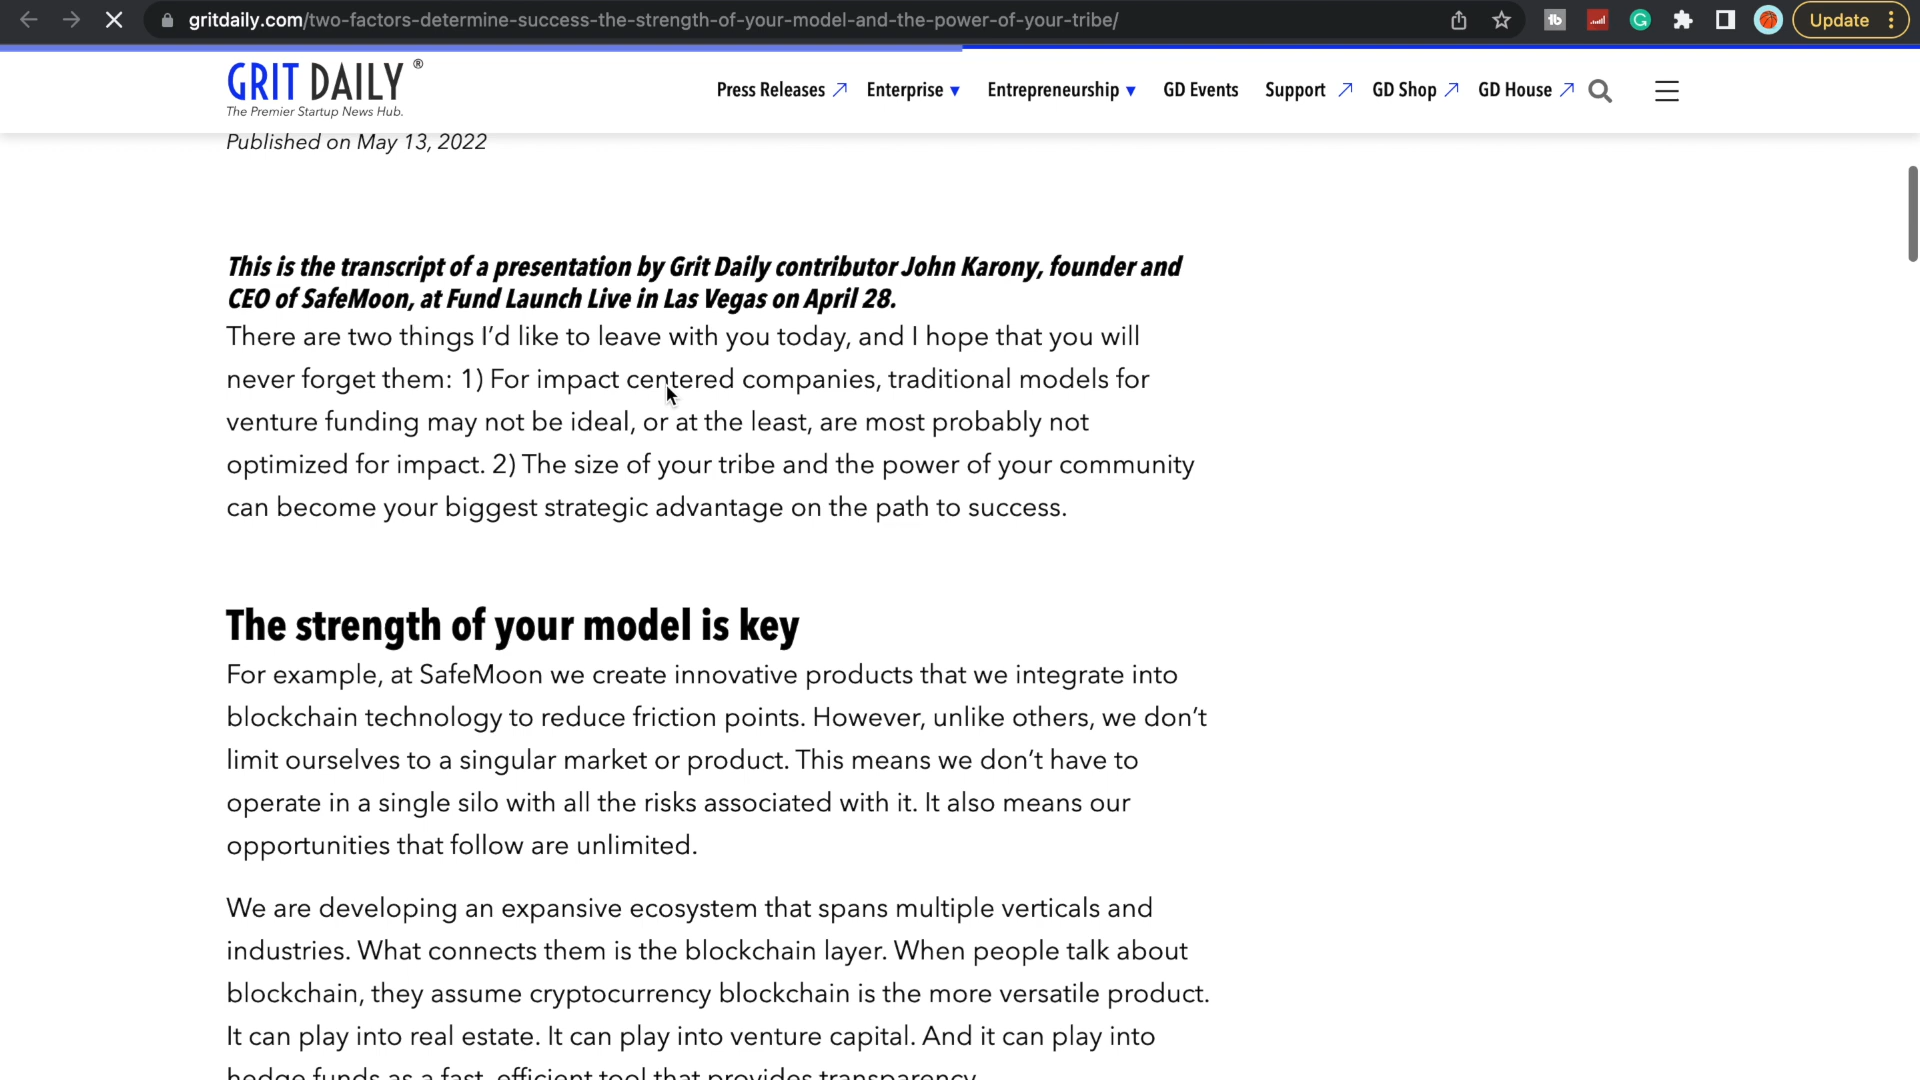 gritdaily.com/two-factors-determine-success-the-strength-of-your-model-and-the-power-of-your-tribe/
tb
G
Update
GRIT DAILY ®
The Premier Startup News Hub.
Press Releases Enterprise Entrepreneurship GD Events Support GD Shop GD House
Published on May 13, 2022
This is the transcript of a presentation by Grit Daily contributor John Karony, founder and
CEO of SafeMoon, at Fund Launch Live in Las Vegas on April 28.
There are two things I’d like to leave with you today, and I hope that you will
never forget them: 1) For impact centered companies, traditional models for
venture funding may not be ideal, or at the least, are most probably not
optimized for impact. 2) The size of your tribe and the power of your community
can become your biggest strategic advantage on the path to success.
The strength of your model is key
For example, at SafeMoon we create innovative products that we integrate into
blockchain technology to reduce friction points. However, unlike others, we don’t
limit ourselves to a singular market or product. This means we don’t have to
operate in a single silo with all the risks associated with it. It also means our
opportunities that follow are unlimited.
We are developing an expansive ecosystem that spans multiple verticals and
industries. What connects them is the blockchain layer. When people talk about
blockchain, they assume cryptocurrency blockchain is the more versatile product.
It can play into real estate. It can play into venture capital. And it can play into
hedge funds as a fast, efficient tool that provides transparency.